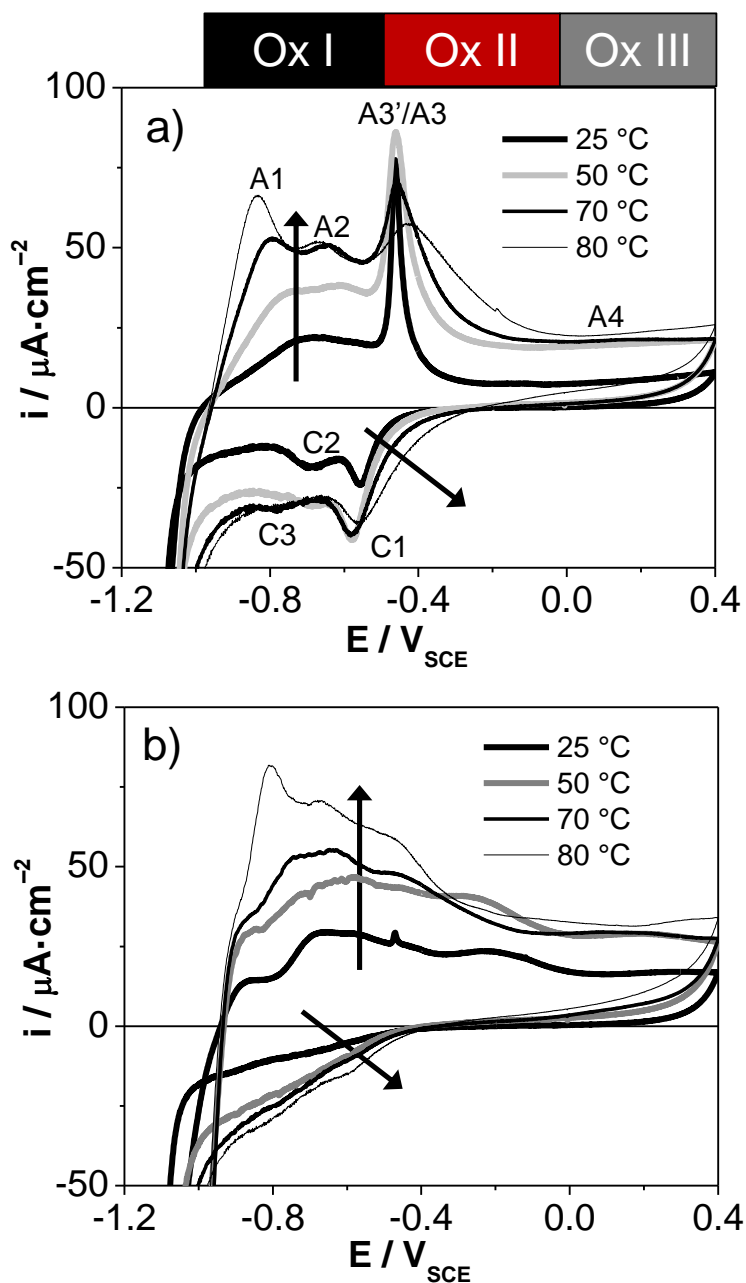 Ox I Ox II Ox III
100
a)
A3'/A3
25 °C
50 °C
70 °C
80 °C
A1
A2
50
A4
0
C2
C3
C1
-50
-1.2 -0.8 -0.4 0.0 0.4
i / μA·cm⁻²
E / V_SCE
100
b)
25 °C
50 °C
70 °C
80 °C
50
0
-50
-1.2 -0.8 -0.4 0.0 0.4
i / μA·cm⁻²
E / V_SCE